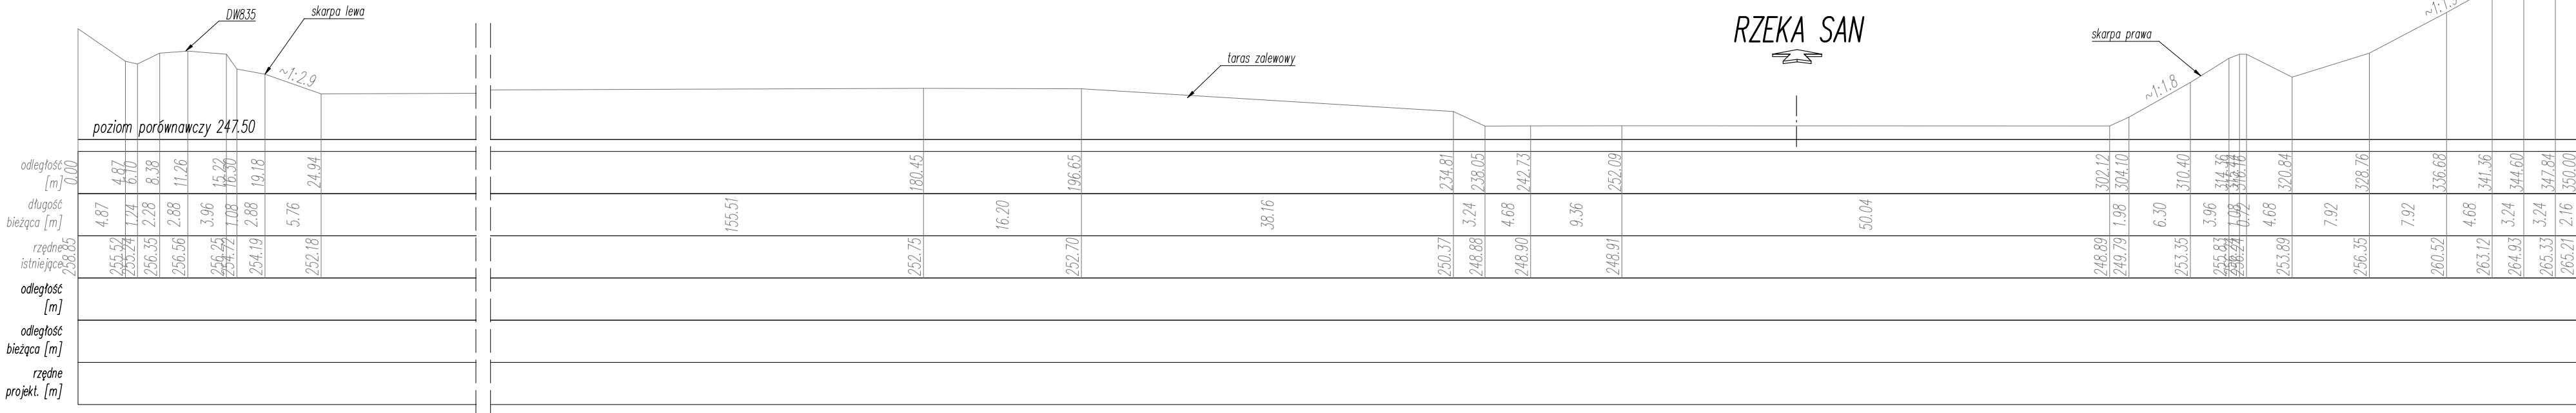 DW835
skarpa lewa
~1:2.9
taras zalewowy
RZEKA SAN
skarpa prawa
~1:1.8
poziom porównawczy 247.50
odległość
[m]
0.00 4.87 6.10 8.38 11.26 15.22 16.30 19.18 24.94 180.45 196.65 234.81 238.05 242.73 252.09 302.12 304.10 310.40 314.36 320.84 328.76 336.68 341.36 344.60 347.84 350.00
długość
bieżąca [m]
4.87 1.24 2.28 2.88 3.96 1.08 2.88 5.76 155.51 16.20 38.16 3.24 4.68 9.36 50.04 1.98 6.30 3.96 1.08 0.72 4.68 7.92 7.92 4.68 3.24 3.24 2.16
rzędne
istniejące
258.85 255.52 255.24 256.35 256.56 256.25 254.72 254.19 252.18 252.75 252.70 250.37 248.88 248.90 248.91 248.89 249.79 253.35 255.83 253.89 256.35 260.52 263.12 264.93 265.33 265.21
odległość
[m]
odległość
bieżąca [m]
rzędne
projekt. [m]